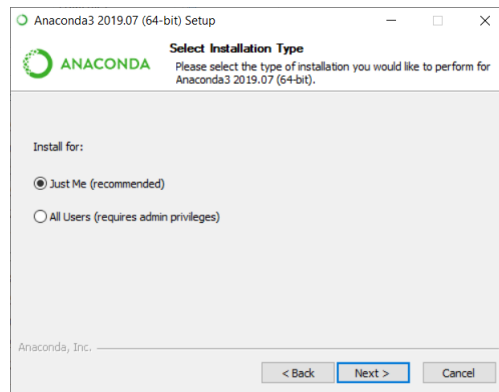 Anaconda3 2019.07 (64-bit) Setup
ANACONDA
Select Installation Type
Please select the type of installation you would like to perform for
Anaconda3 2019.07 (64-bit).
Install for:
Just Me (recommended)
All Users (requires admin privileges)
Anaconda, Inc.
< Back
Next >
Cancel